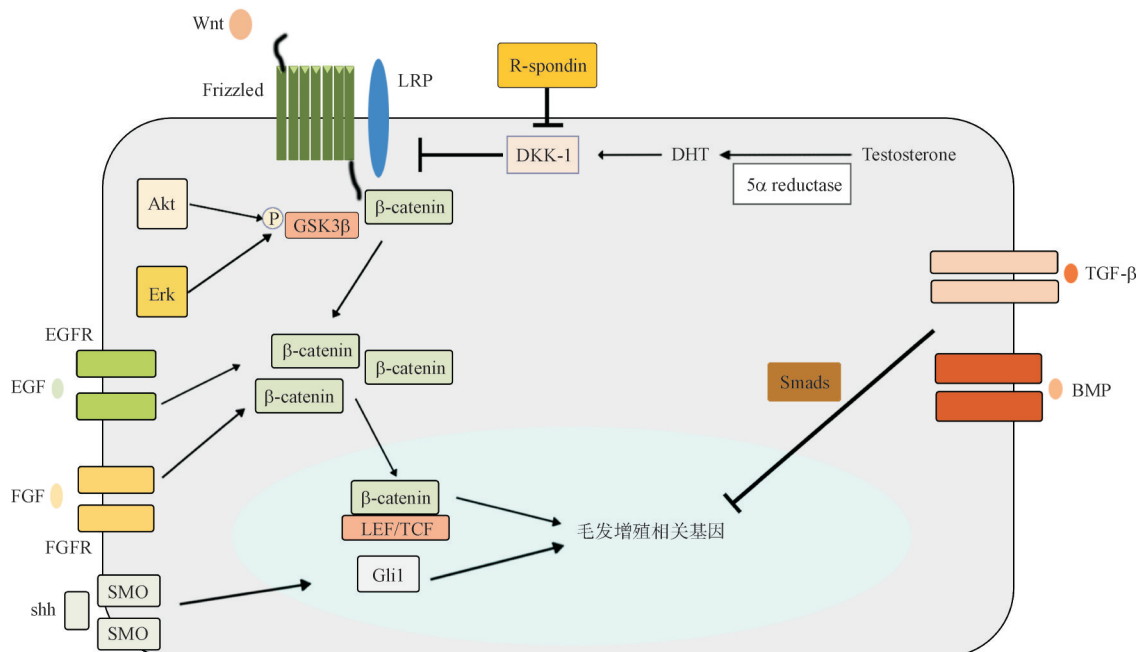 Wnt
R-spondin
Frizzled
LRP
DKK-1
DHT
Testosterone
5α reductase
Akt
P
GSK3β
β-catenin
Erk
TGF-β
EGFR
β-catenin
β-catenin
EGF
β-catenin
Smads
BMP
FGF
β-catenin
LEF/TCF
毛发增殖相关基因
FGFR
Gli1
shh
SMO
SMO